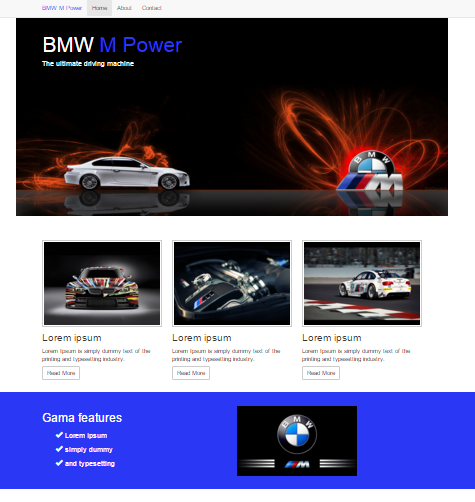 BMW M Power Home About Contact
BMW M Power
The ultimate driving machine
BMW
M
Lorem ipsum Lorem ipsum Lorem ipsum
Lorem Ipsum is simply dummy text of the Lorem Ipsum is simply dummy text of the Lorem Ipsum is simply dummy text of the
printing and typesetting industry. printing and typesetting industry. printing and typesetting industry.
Read More Read More Read More
Gama features
Lorem ipsum
simply dummy
and typesetting
BMW
M